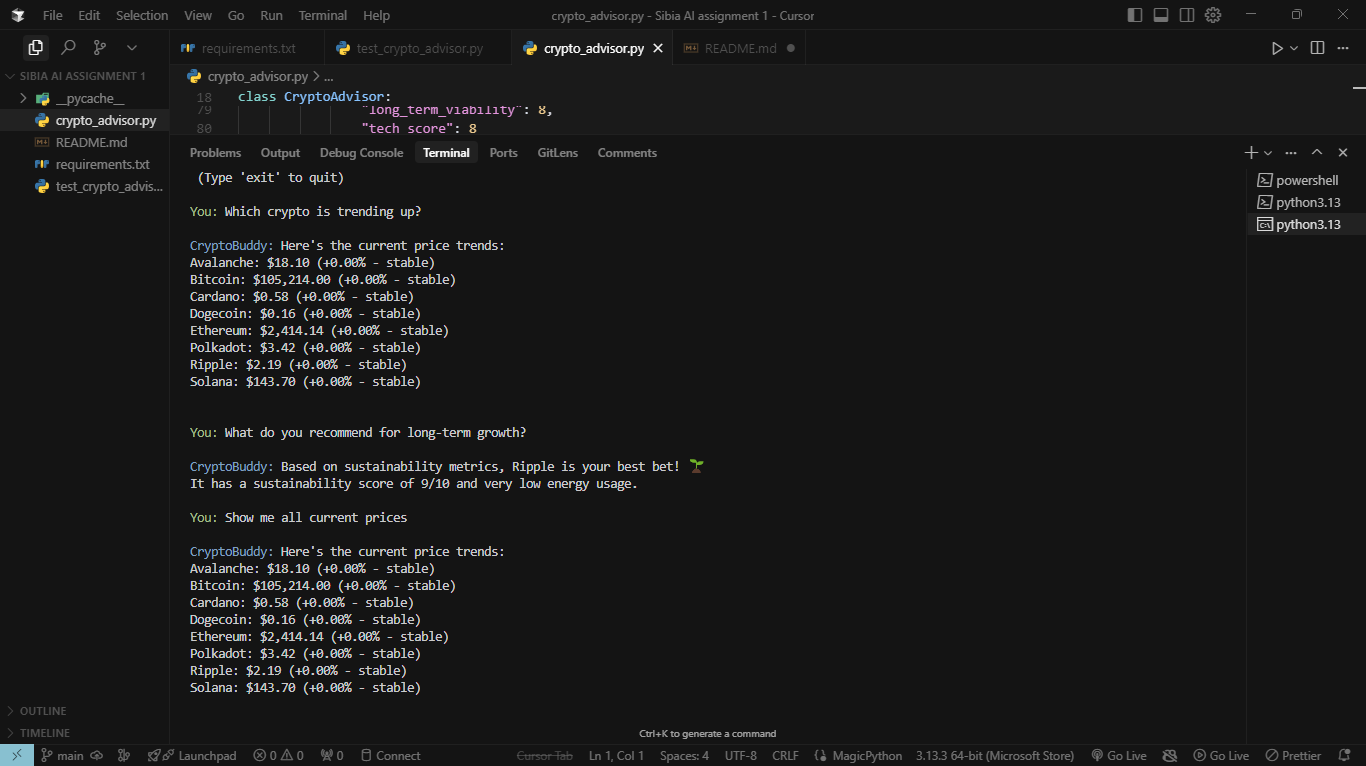 File Edit Selection View Go Run Terminal Help
crypto_advisor.py - Sibia AI assignment 1 - Cursor
requirements.txt
test_crypto_advisor.py
crypto_advisor.py
README.md
SIBIA AI ASSIGNMENT 1
__pycache__
crypto_advisor.py
README.md
requirements.txt
test_crypto_advis...
OUTLINE
TIMELINE
crypto_advisor.py > ...
18 class CryptoAdvisor:
79 "long_term_viability": 8,
80 "tech_score": 8
Problems Output Debug Console Terminal Ports GitLens Comments
powershell
python3.13
python3.13
(Type 'exit' to quit)
You: Which crypto is trending up?
CryptoBuddy: Here's the current price trends:
Avalanche: $18.10 (+0.00% - stable)
Bitcoin: $105,214.00 (+0.00% - stable)
Cardano: $0.58 (+0.00% - stable)
Dogecoin: $0.16 (+0.00% - stable)
Ethereum: $2,414.14 (+0.00% - stable)
Polkadot: $3.42 (+0.00% - stable)
Ripple: $2.19 (+0.00% - stable)
Solana: $143.70 (+0.00% - stable)
You: What do you recommend for long-term growth?
CryptoBuddy: Based on sustainability metrics, Ripple is your best bet! 🌱
It has a sustainability score of 9/10 and very low energy usage.
You: Show me all current prices
CryptoBuddy: Here's the current price trends:
Avalanche: $18.10 (+0.00% - stable)
Bitcoin: $105,214.00 (+0.00% - stable)
Cardano: $0.58 (+0.00% - stable)
Dogecoin: $0.16 (+0.00% - stable)
Ethereum: $2,414.14 (+0.00% - stable)
Polkadot: $3.42 (+0.00% - stable)
Ripple: $2.19 (+0.00% - stable)
Solana: $143.70 (+0.00% - stable)
Ctrl+K to generate a command
main Launchpad 0 0 0 Connect Cursor Tab Ln 1, Col 1 Spaces: 4 UTF-8 CRLF MagicPython 3.13.3 64-bit (Microsoft Store) Go Live Go Live Prettier